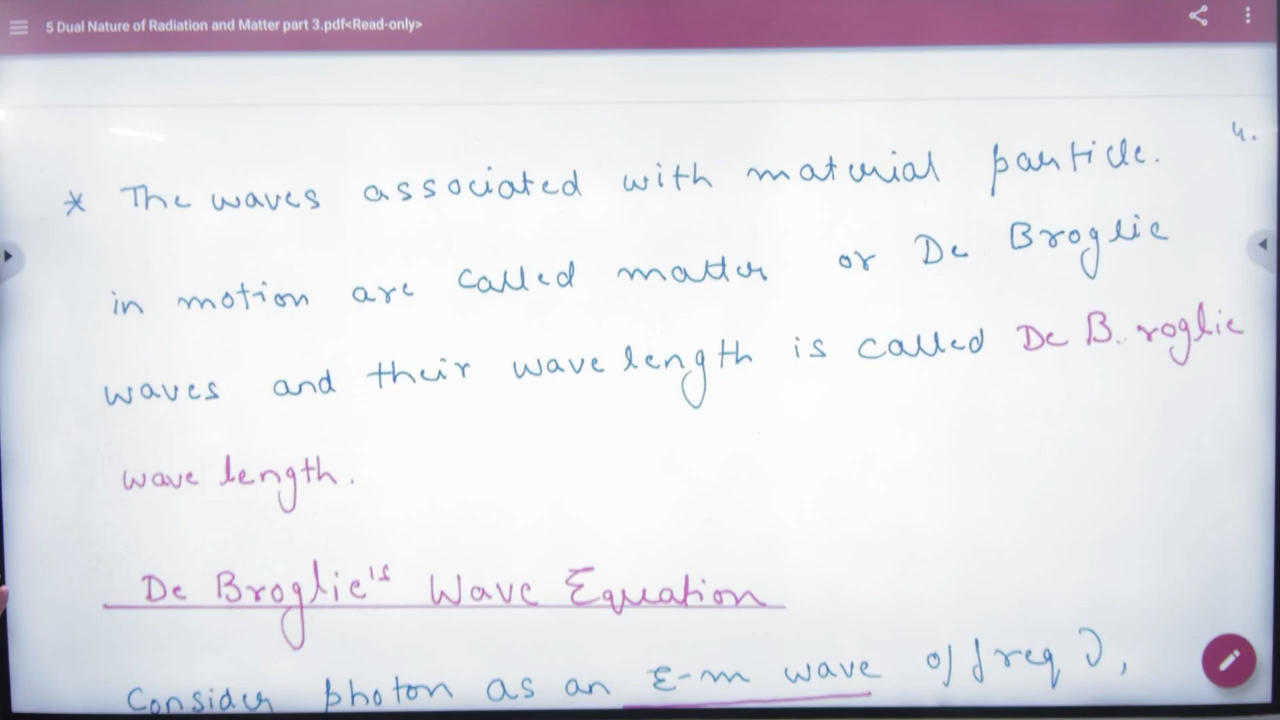 5 Dual Nature of Radiation and Matter part 3.pdf<Read-only>
4.
* The waves associated with material particle.
in motion are called matter or De Broglie
waves and their wave length is called De B.roglie
wave length.
De Broglie's Wave Equation
Consider photon as an E-m wave of freq ν,